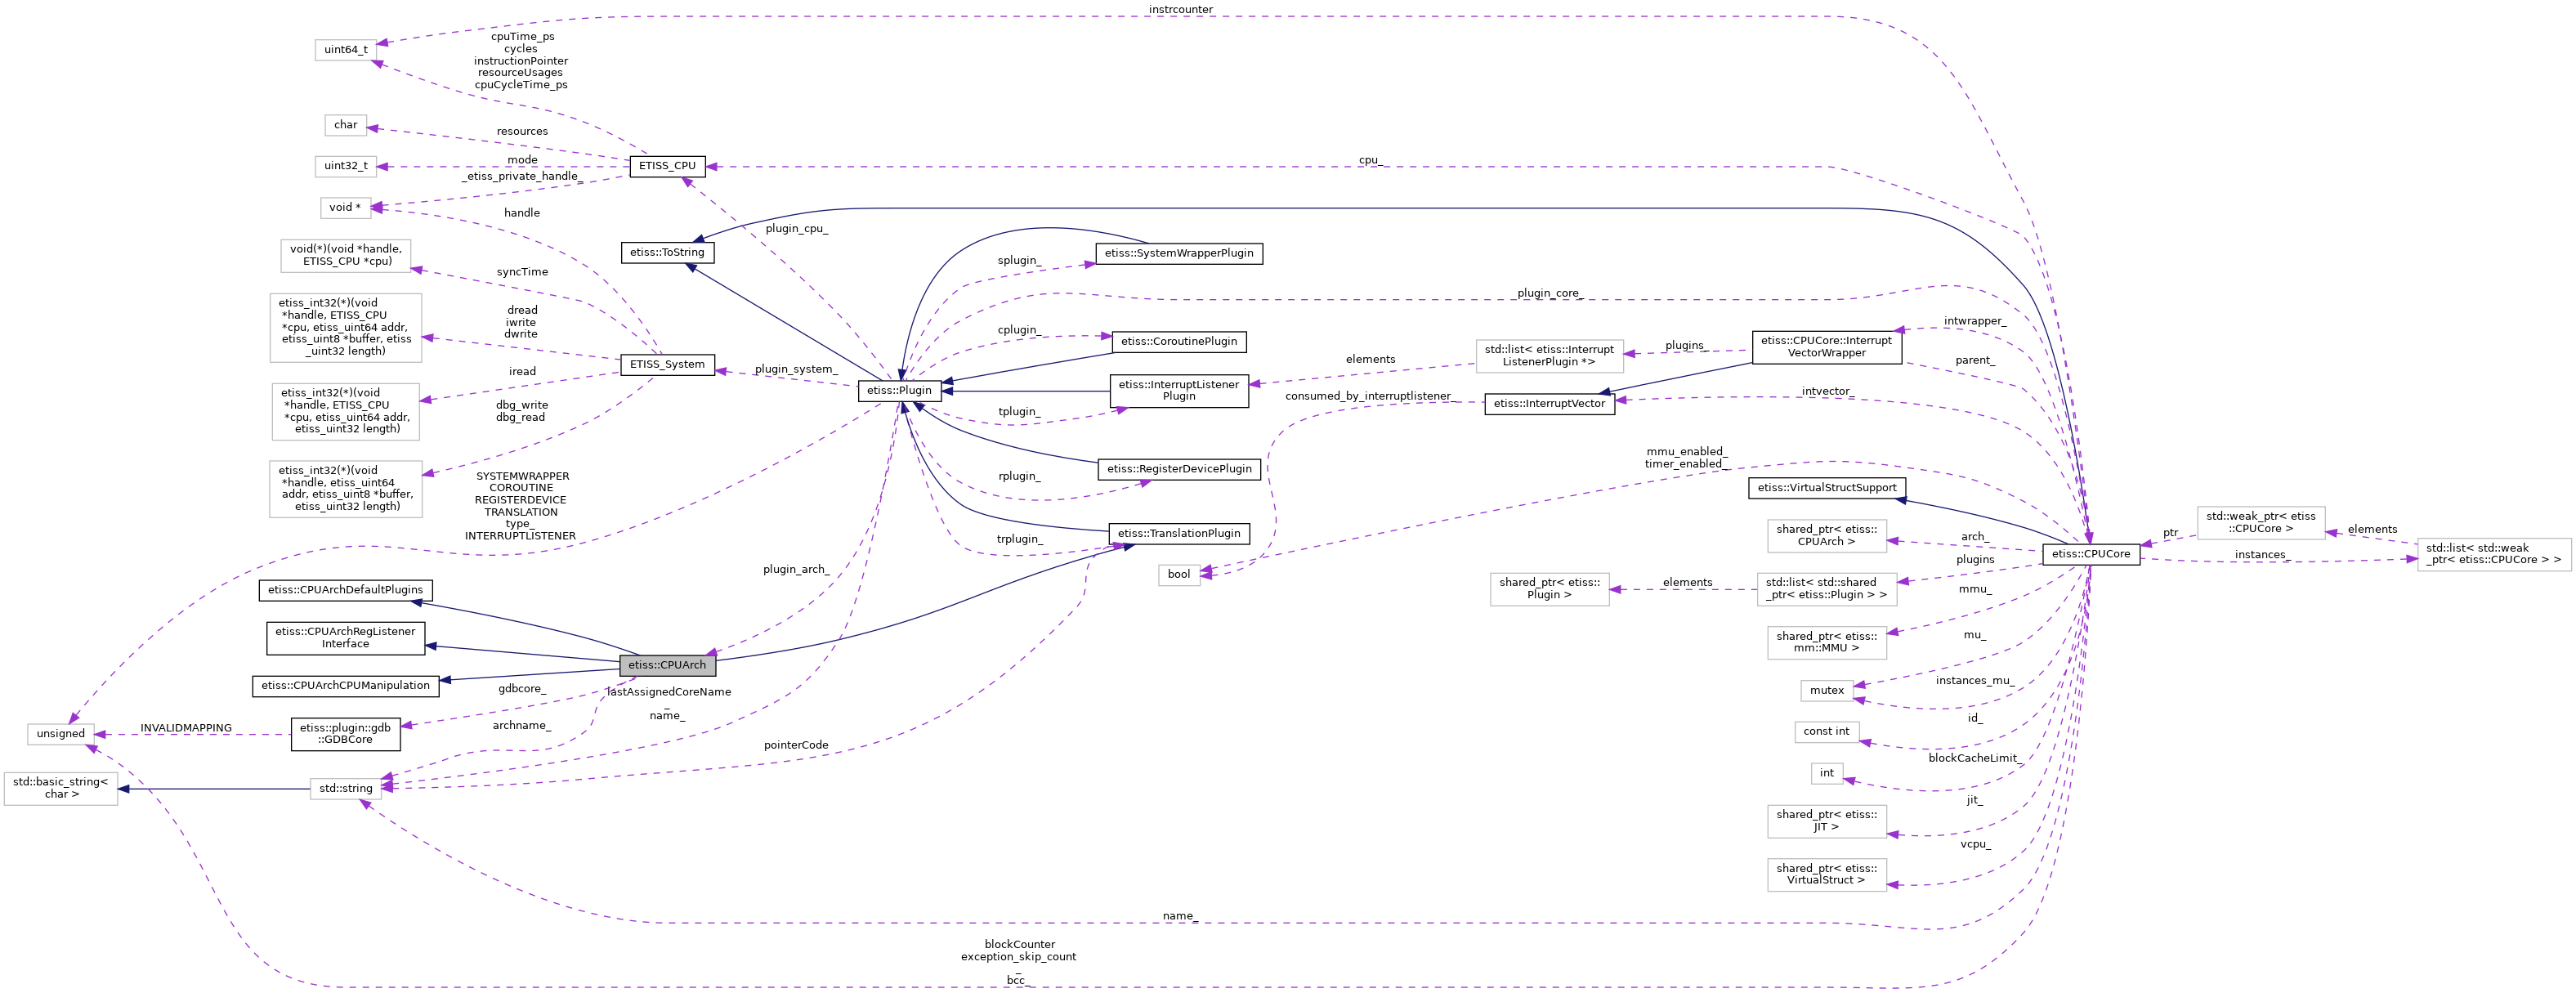 instrcounter
uint64_t
cpuTime_ps
cycles
instructionPointer
resourceUsages
cpuCycleTime_ps
char
resources
uint32_t
mode
ETISS_CPU
cpu_
_etiss_private_handle_
void *
handle
plugin_cpu_
void(*)(void *handle,
ETISS_CPU *cpu)
syncTime
etiss::ToString
splugin_
etiss::SystemWrapperPlugin
plugin_core_
etiss_int32(*)(void
*handle, ETISS_CPU
*cpu, etiss_uint64 addr,
etiss_uint8 *buffer, etiss
_uint32 length)
dread
iwrite
dwrite
ETISS_System
plugin_system_
etiss::Plugin
cplugin_
etiss::CoroutinePlugin
tplugin_
etiss::InterruptListener
Plugin
elements
std::list< etiss::Interrupt
ListenerPlugin *>
plugins_
etiss::CPUCore::Interrupt
VectorWrapper
intwrapper_
parent_
consumed_by_interruptlistener_
etiss::InterruptVector
intvector_
etiss_int32(*)(void
*handle, ETISS_CPU
*cpu, etiss_uint64 addr,
etiss_uint32 length)
iread
dbg_write
dbg_read
etiss_int32(*)(void
*handle, etiss_uint64
addr, etiss_uint8 *buffer,
etiss_uint32 length)
SYSTEMWRAPPER
COROUTINE
REGISTERDEVICE
TRANSLATION
type_
INTERRUPTLISTENER
rplugin_
etiss::RegisterDevicePlugin
trplugin_
etiss::TranslationPlugin
mmu_enabled_
timer_enabled_
bool
etiss::VirtualStructSupport
shared_ptr< etiss::
CPUArch >
arch_
etiss::CPUCore
ptr
std::weak_ptr< etiss
::CPUCore >
elements
instances_
std::list< std::weak
_ptr< etiss::CPUCore > >
shared_ptr< etiss::
Plugin >
elements
std::list< std::shared
_ptr< etiss::Plugin > >
plugins
mmu_
shared_ptr< etiss::
mm::MMU >
mu_
mutex
instances_mu_
id_
const int
blockCacheLimit_
int
jit_
shared_ptr< etiss::
JIT >
vcpu_
shared_ptr< etiss::
VirtualStruct >
plugin_arch_
etiss::CPUArchDefaultPlugins
etiss::CPUArchRegListener
Interface
etiss::CPUArch
etiss::CPUArchCPUManipulation
gdbcore_
lastAssignedCoreName
_
name_
archname_
unsigned
INVALIDMAPPING
etiss::plugin::gdb
::GDBCore
pointerCode
std::basic_string<
char >
std::string
name_
blockCounter
exception_skip_count
_
bcc_